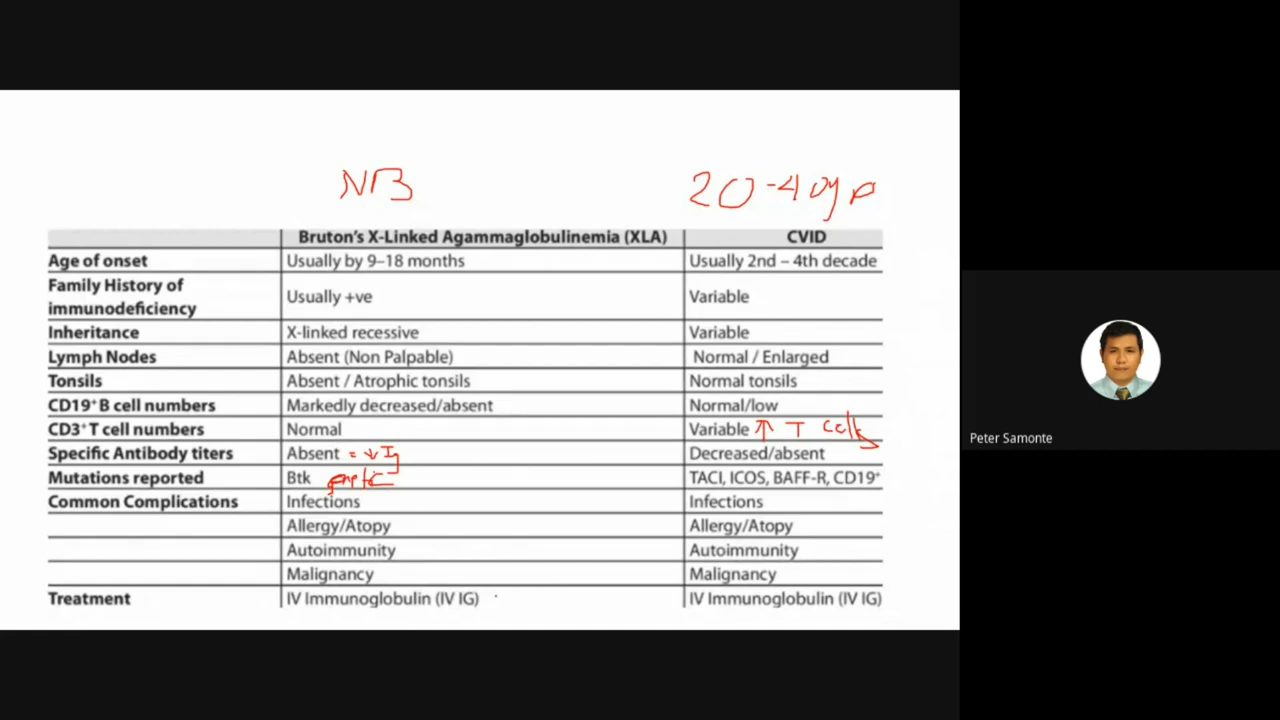 NB 20-40yo
Bruton's X-Linked Agammaglobulinemia (XLA) CVID
Age of onset Usually by 9–18 months Usually 2nd – 4th decade
Family History of
immunodeficiency Usually +ve Variable
Inheritance X-linked recessive Variable
Lymph Nodes Absent (Non Palpable) Normal / Enlarged
Tonsils Absent / Atrophic tonsils Normal tonsils
CD19⁺ B cell numbers Markedly decreased/absent Normal/low
CD3⁺ T cell numbers Normal Variable ↑ T cells
Specific Antibody titers Absent = ↓ Ig Decreased/absent
Mutations reported Btk TACI, ICOS, BAFF-R, CD19⁺
Common Complications Infections Infections
Allergy/Atopy Allergy/Atopy
Autoimmunity Autoimmunity
Malignancy Malignancy
Treatment IV Immunoglobulin (IV IG) IV Immunoglobulin (IV IG)
Peter Samonte